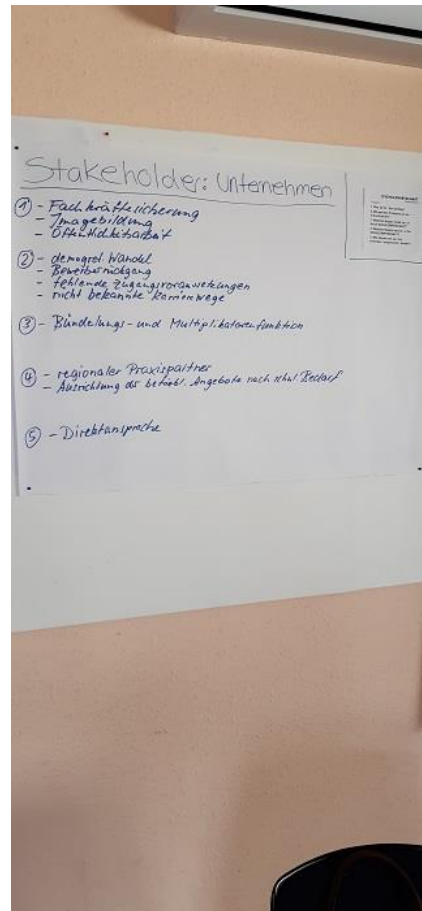 Stakeholder: Unternehmen
① - Fachkräftesicherung
- Imagebildung
- Öffentlichkeitsarbeit
② - demograf. Wandel
- Bewerberrückgang
- fehlende Zugangsvoraussetzungen
- nicht bekannte Karrierewege
③ - Bündelungs- und Multiplikatorenfunktion
④ - regionaler Praxispartner
- Ausrichtung der betriebl. Angebote nach schul. Bedarf
⑤ - Direktansprache